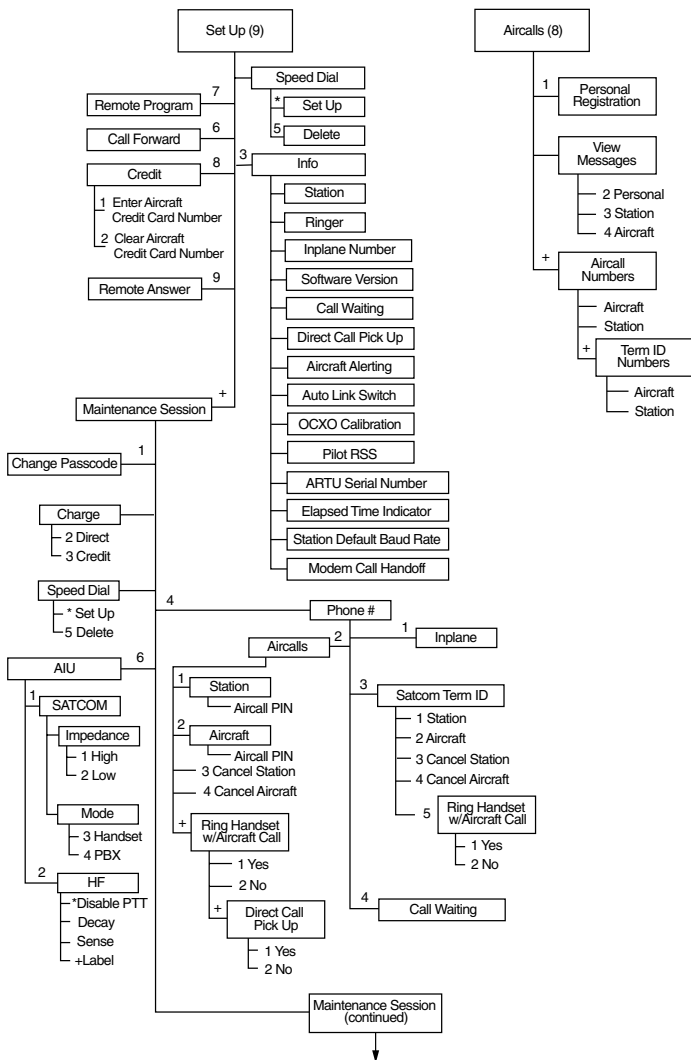 Set Up (9)
7
Remote Program
6
Call Forward
8
Credit
1 Enter Aircraft
Credit Card Number
2 Clear Aircraft
Credit Card Number
9
Remote Answer
Speed Dial
* Set Up
5 Delete
3
Info
Station
Ringer
Inplane Number
Software Version
Call Waiting
Direct Call Pick Up
Aircraft Alerting
Auto Link Switch
OCXO Calibration
Pilot RSS
ARTU Serial Number
Elapsed Time Indicator
Station Default Baud Rate
Modem Call Handoff
Aircalls (8)
1
Personal
Registration
View
Messages
2 Personal
3 Station
4 Aircraft
+
Aircall
Numbers
Aircraft
Station
+
Term ID
Numbers
Aircraft
Station
+
Maintenance Session
1
Change Passcode
Charge
2 Direct
3 Credit
Speed Dial
* Set Up
5 Delete
6
AIU
1
SATCOM
Impedance
1 High
2 Low
Mode
3 Handset
4 PBX
2
HF
*Disable PTT
Decay
Sense
+Label
4
Phone #
1
Inplane
2
Aircalls
1
Station
Aircall PIN
2
Aircraft
Aircall PIN
3 Cancel Station
4 Cancel Aircraft
+
Ring Handset
w/Aircraft Call
1 Yes
2 No
+
Direct Call
Pick Up
1 Yes
2 No
3
Satcom Term ID
1 Station
2 Aircraft
3 Cancel Station
4 Cancel Aircraft
5
Ring Handset
w/Aircraft Call
1 Yes
2 No
4
Call Waiting
Maintenance Session
(continued)